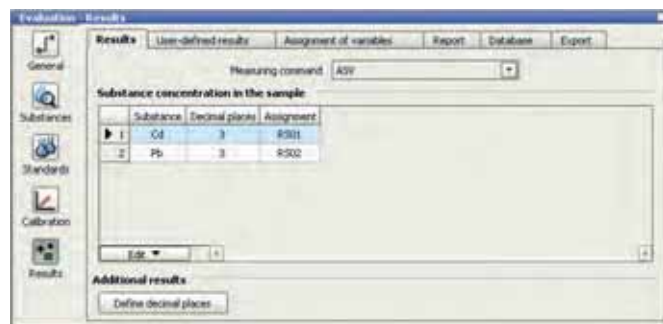 Evaluation - Results
General
Substances
Standards
Calibration
Results
Results User-defined results Assignment of variables Report Database Export
Measuring command ASV
Substance concentration in the sample
Substance Decimal places Assignment
1 Cd 3 RS01
2 Pb 3 RS02
Edit
Additional results
Define decimal places